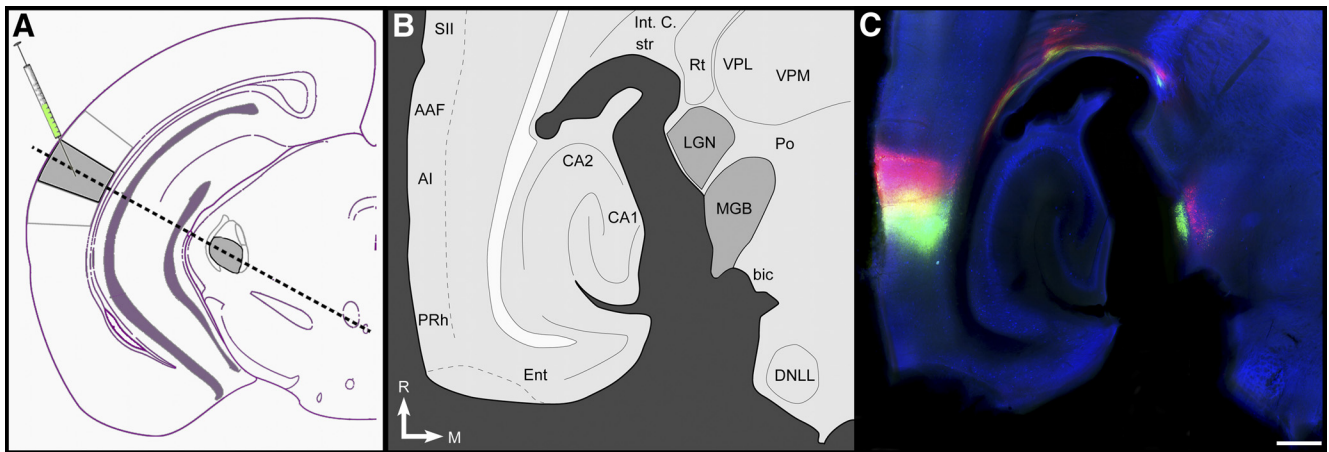 A
B
C
SII
Int. C.
str
Rt
VPL
VPM
AAF
LGN
Po
CA2
AI
CA1
MGB
bic
PRh
Ent
DNLL
R
M